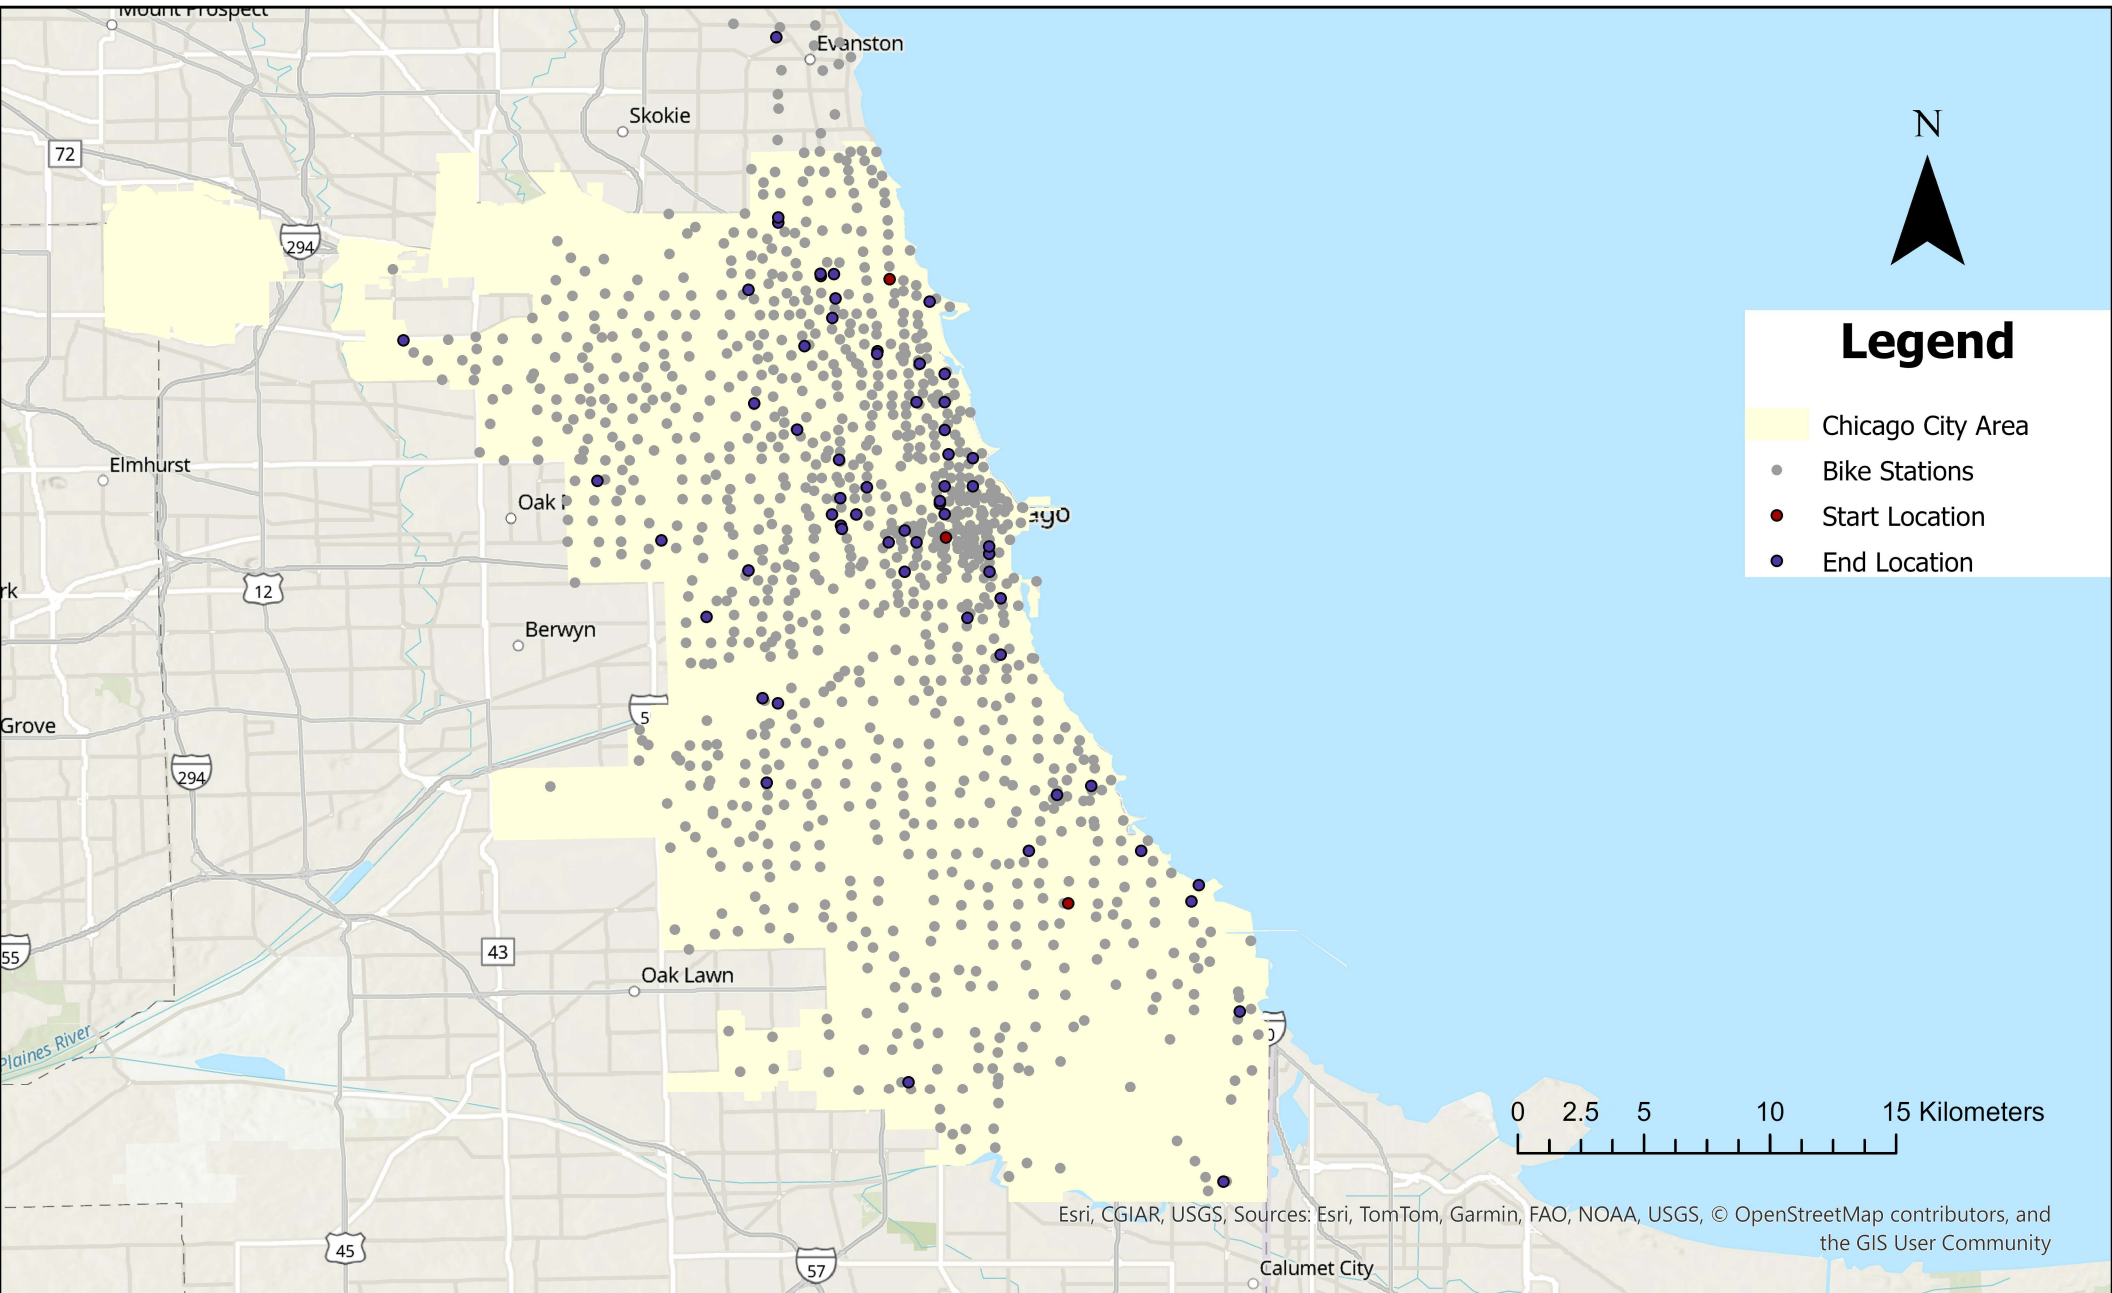 Mount Prospect
Evanston
N
Skokie
72
294
Legend
Chicago City Area
Elmhurst
Bike Stations
Oak
ago
Start Location
End Location
12
rk
Berwyn
5
Grove
294
43
55
Oak Lawn
0
Plaines River
0 2.5 5 10 15 Kilometers
Esri, CGIAR, USGS, Sources: Esri, TomTom, Garmin, FAO, NOAA, USGS, © OpenStreetMap contributors, and
the GIS User Community
45
57
Calumet City